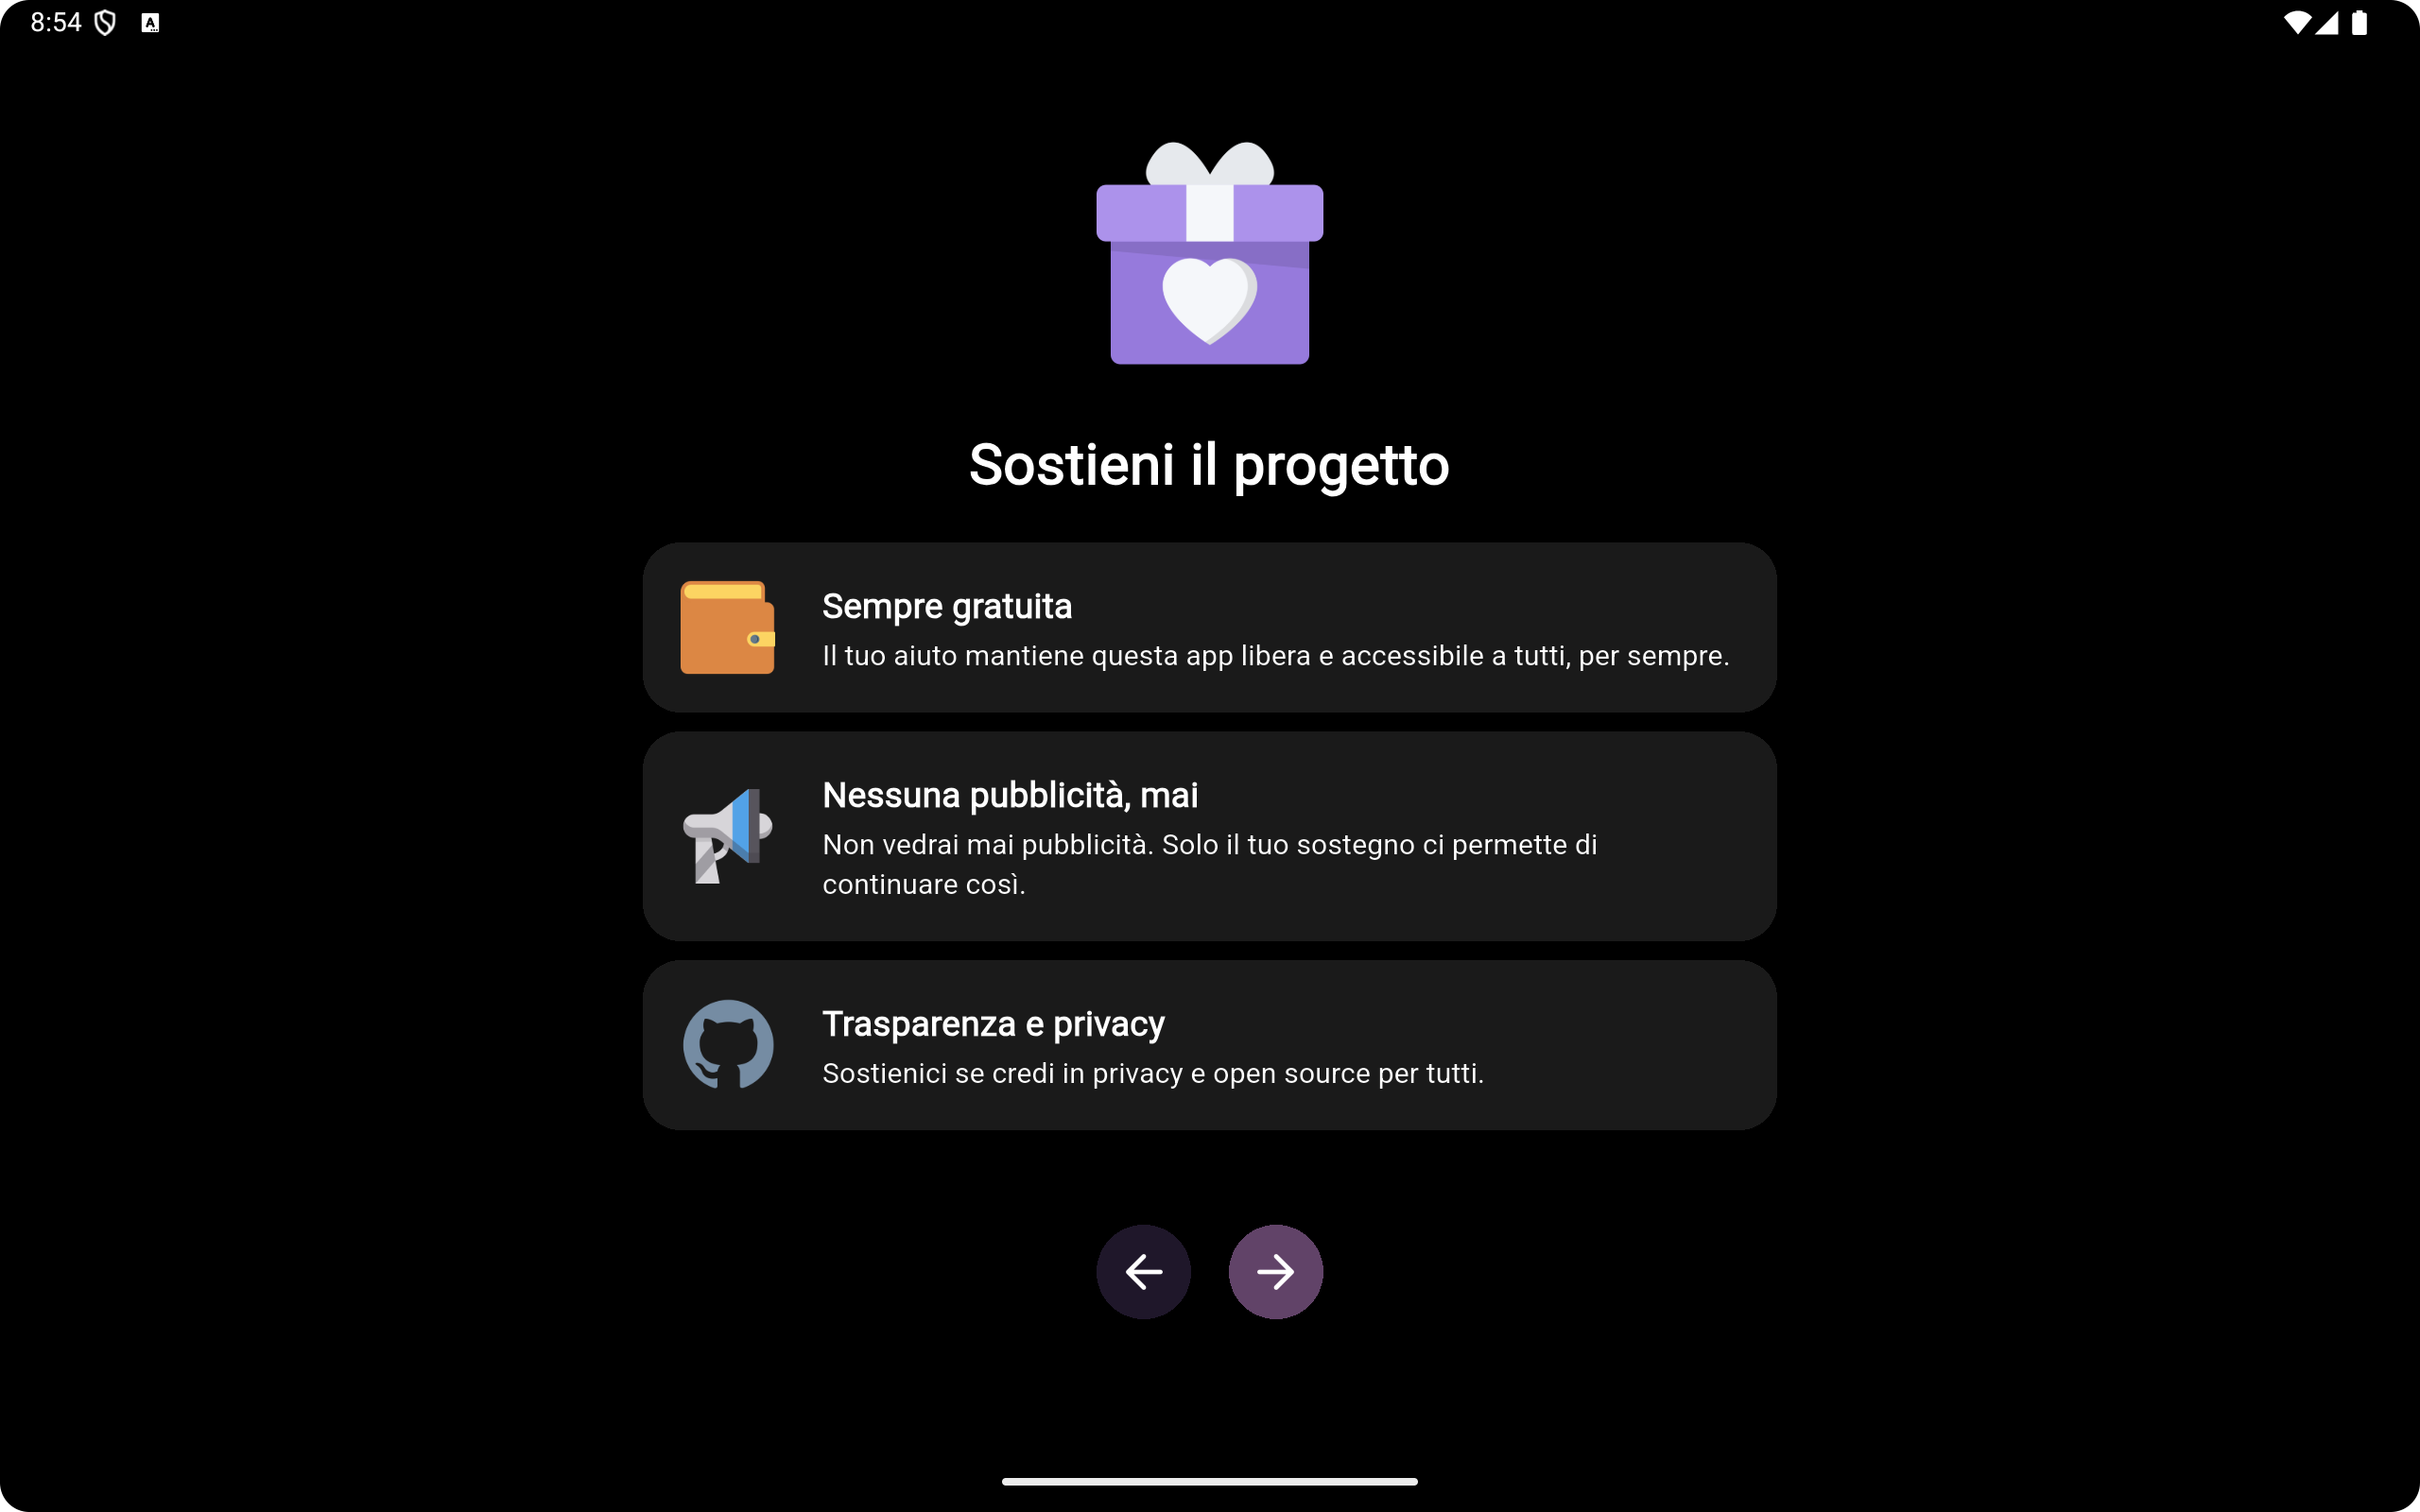 8:54
Sostieni il progetto
Sempre gratuita
Il tuo aiuto mantiene questa app libera e accessibile a tutti, per sempre.
Nessuna pubblicità, mai
Non vedrai mai pubblicità. Solo il tuo sostegno ci permette di
continuare così.
Trasparenza e privacy
Sostienici se credi in privacy e open source per tutti.